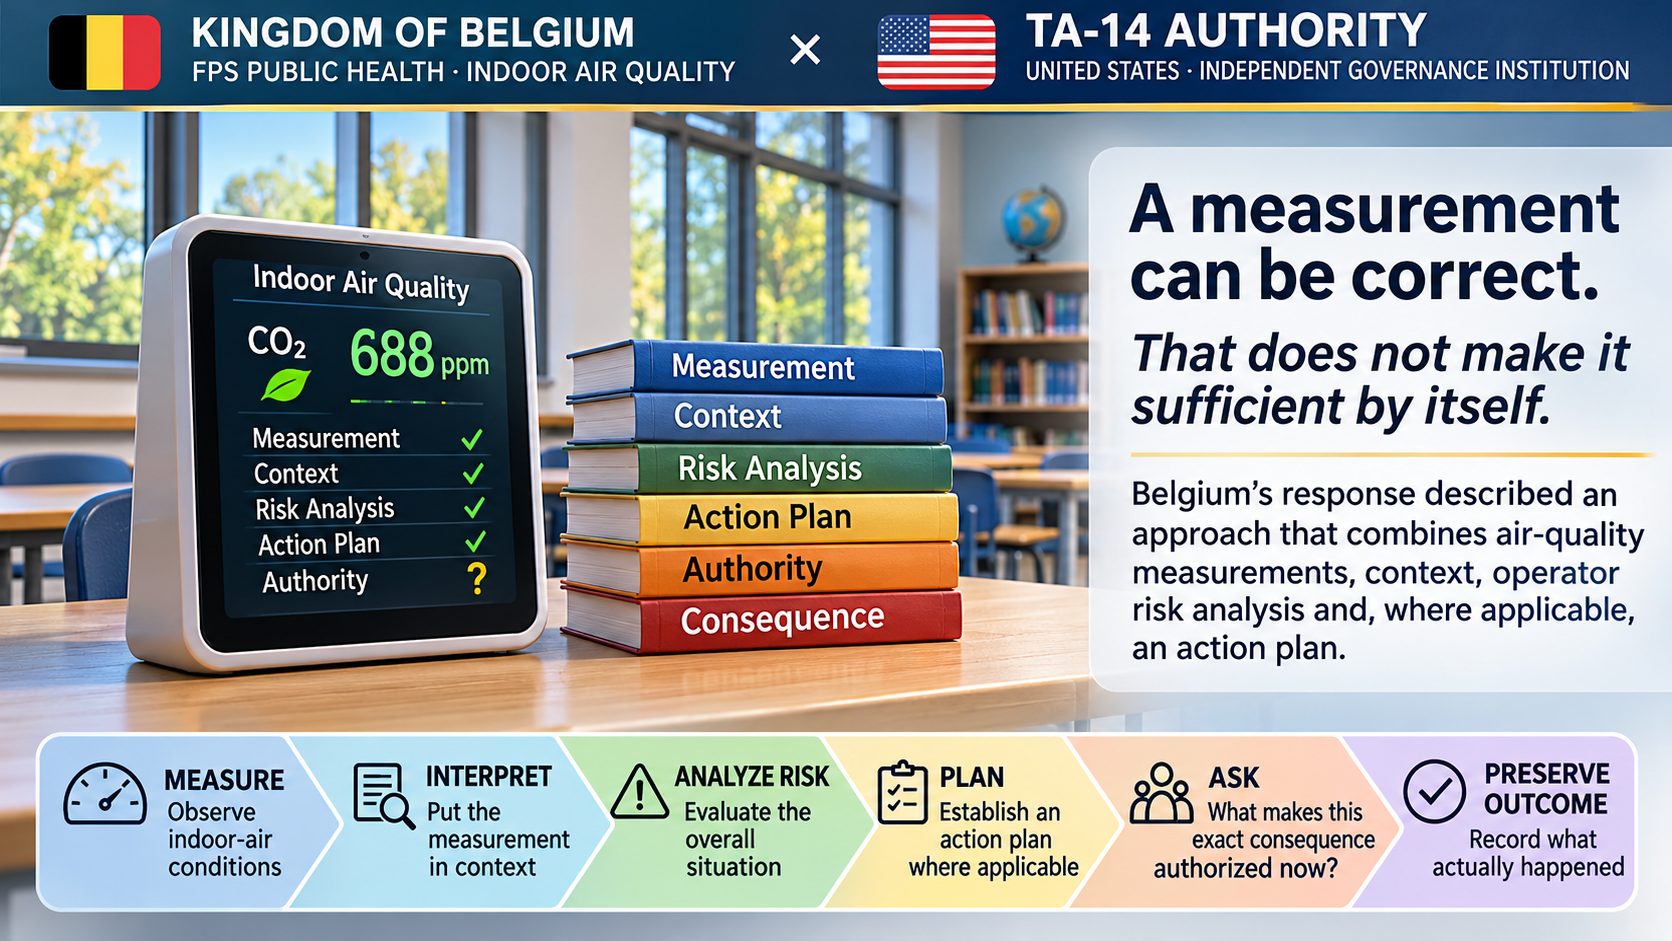 KINGDOM OF BELGIUM
FPS PUBLIC HEALTH · INDOOR AIR QUALITY
×
TA-14 AUTHORITY
UNITED STATES · INDEPENDENT GOVERNANCE INSTITUTION
A measurement
can be correct.
That does not make it
sufficient by itself.
Belgium’s response described an
approach that combines air-quality
measurements, context, operator
risk analysis and, where applicable,
an action plan.
Indoor Air Quality
CO₂
688 ppm
Measurement ✓
Context ✓
Risk Analysis ✓
Action Plan ✓
Authority ?
Measurement
Context
Risk Analysis
Action Plan
Authority
Consequence
MEASURE
Observe
indoor-air
conditions
INTERPRET
Put the
measurement
in context
ANALYZE RISK
Evaluate the
overall
situation
PLAN
Establish an
action plan
where applicable
ASK
What makes this
exact consequence
authorized now?
PRESERVE
OUTCOME
Record what
actually happened